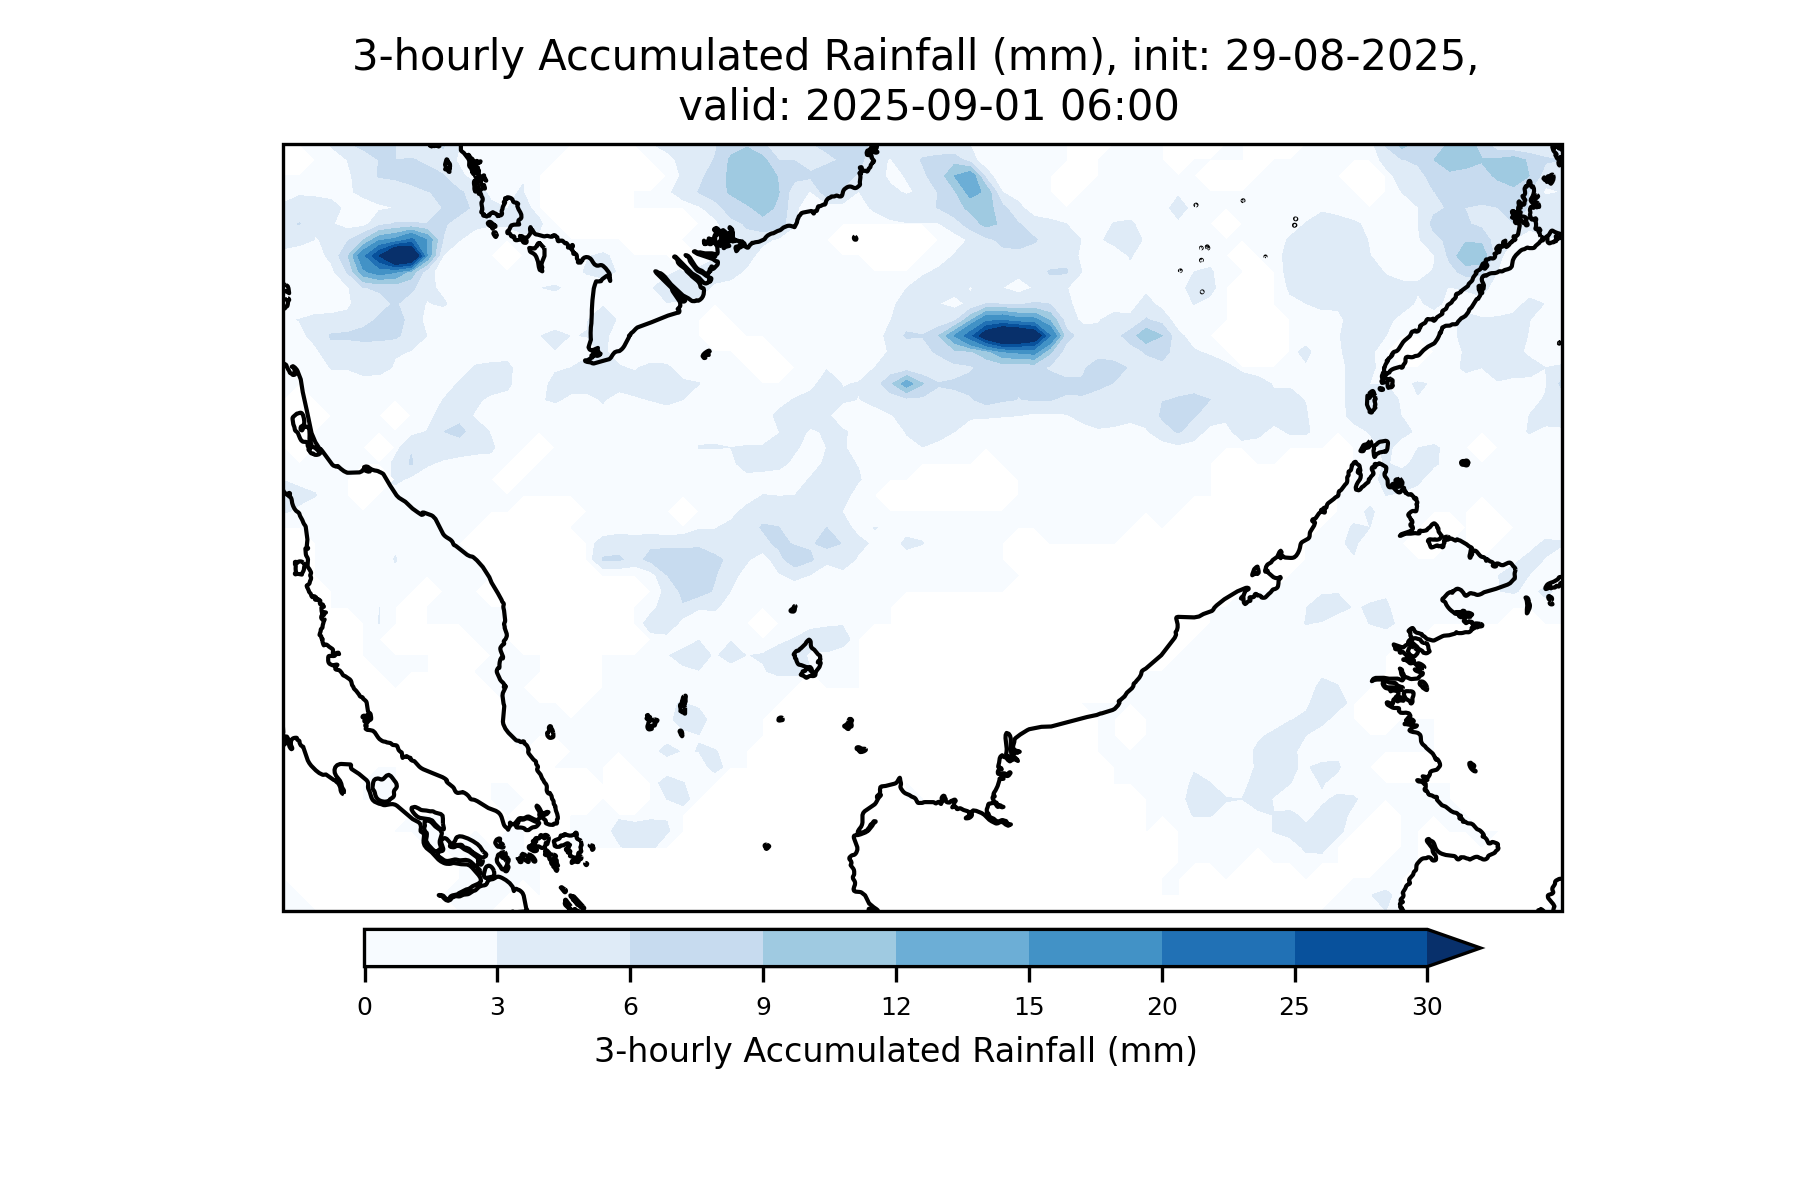 3-hourly Accumulated Rainfall (mm), init: 29-08-2025,
valid: 2025-09-01 06:00
0 3 6 9 12 15 20 25 30
3-hourly Accumulated Rainfall (mm)